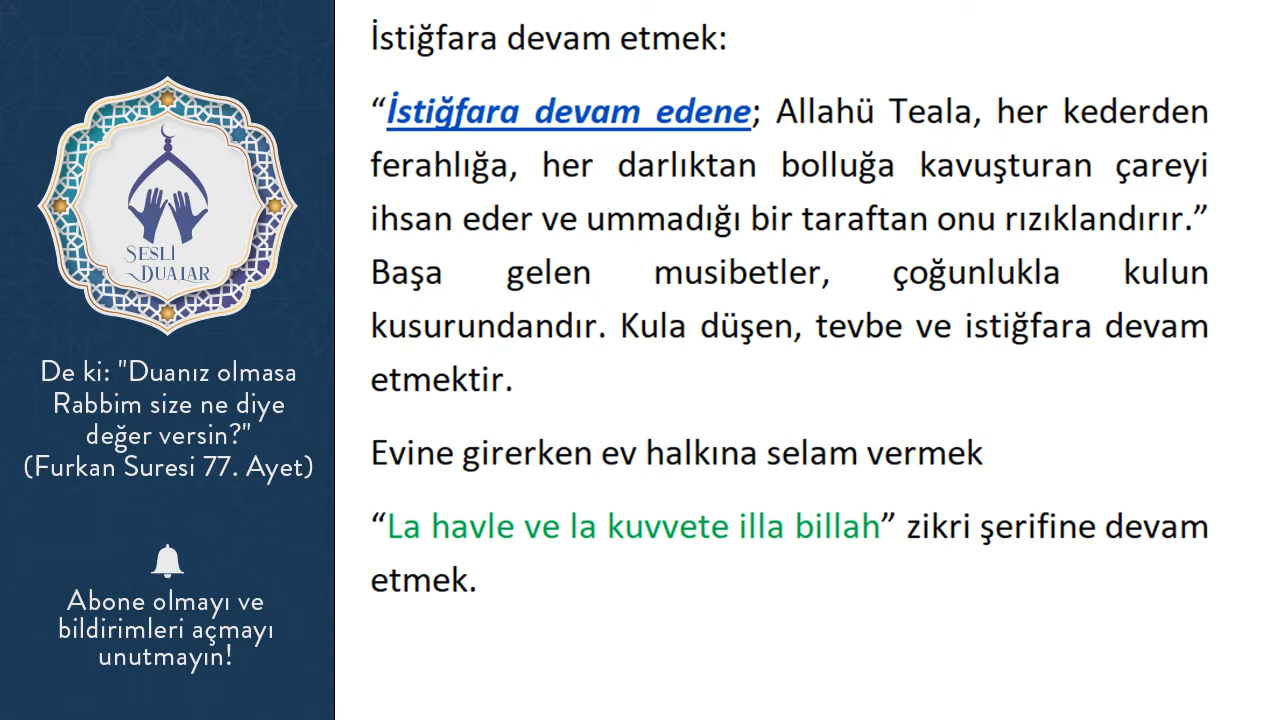 SESLİ
DUALAR
De ki: "Duanız olmasa
Rabbim size ne diye
değer versin?"
(Furkan Suresi 77. Ayet)
Abone olmayı ve
bildirimleri açmayı
unutmayın!
İstiğfara devam etmek:
“İstiğfara devam edene; Allahü Teala, her kederden
ferahlığa, her darlıktan bolluğa kavuşturan çareyi
ihsan eder ve ummadığı bir taraftan onu rızıklandırır.”
Başa gelen musibetler, çoğunlukla kulun
kusurundandır. Kula düşen, tevbe ve istiğfara devam
etmektir.
Evine girerken ev halkına selam vermek
“La havle ve la kuvvete illa billah” zikri şerifine devam
etmek.